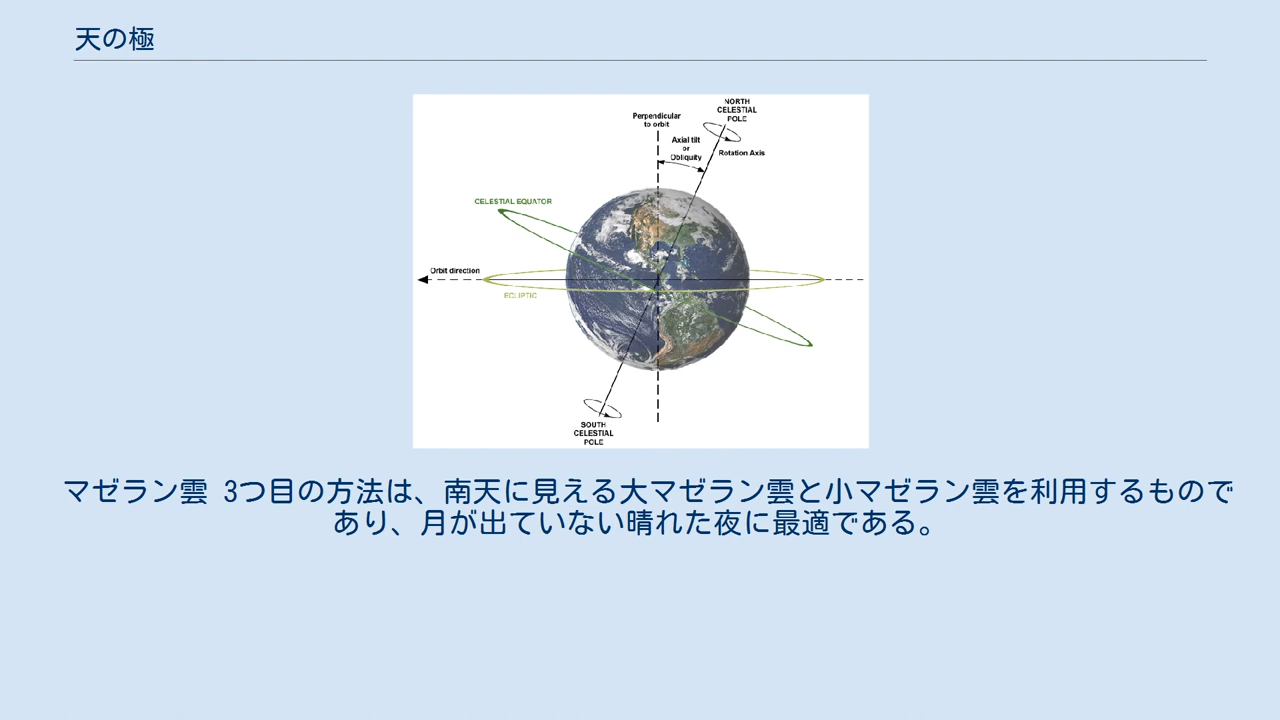 天の極
NORTH
CELESTIAL
POLE
Perpendicular
to orbit
Axial tilt
or
Obliquity
Rotation Axis
CELESTIAL EQUATOR
Orbit direction
ECLIPTIC
SOUTH
CELESTIAL
POLE
マゼラン雲 3つ目の方法は、南天に見える大マゼラン雲と小マゼラン雲を利用するもので
あり、月が出ていない晴れた夜に最適である。